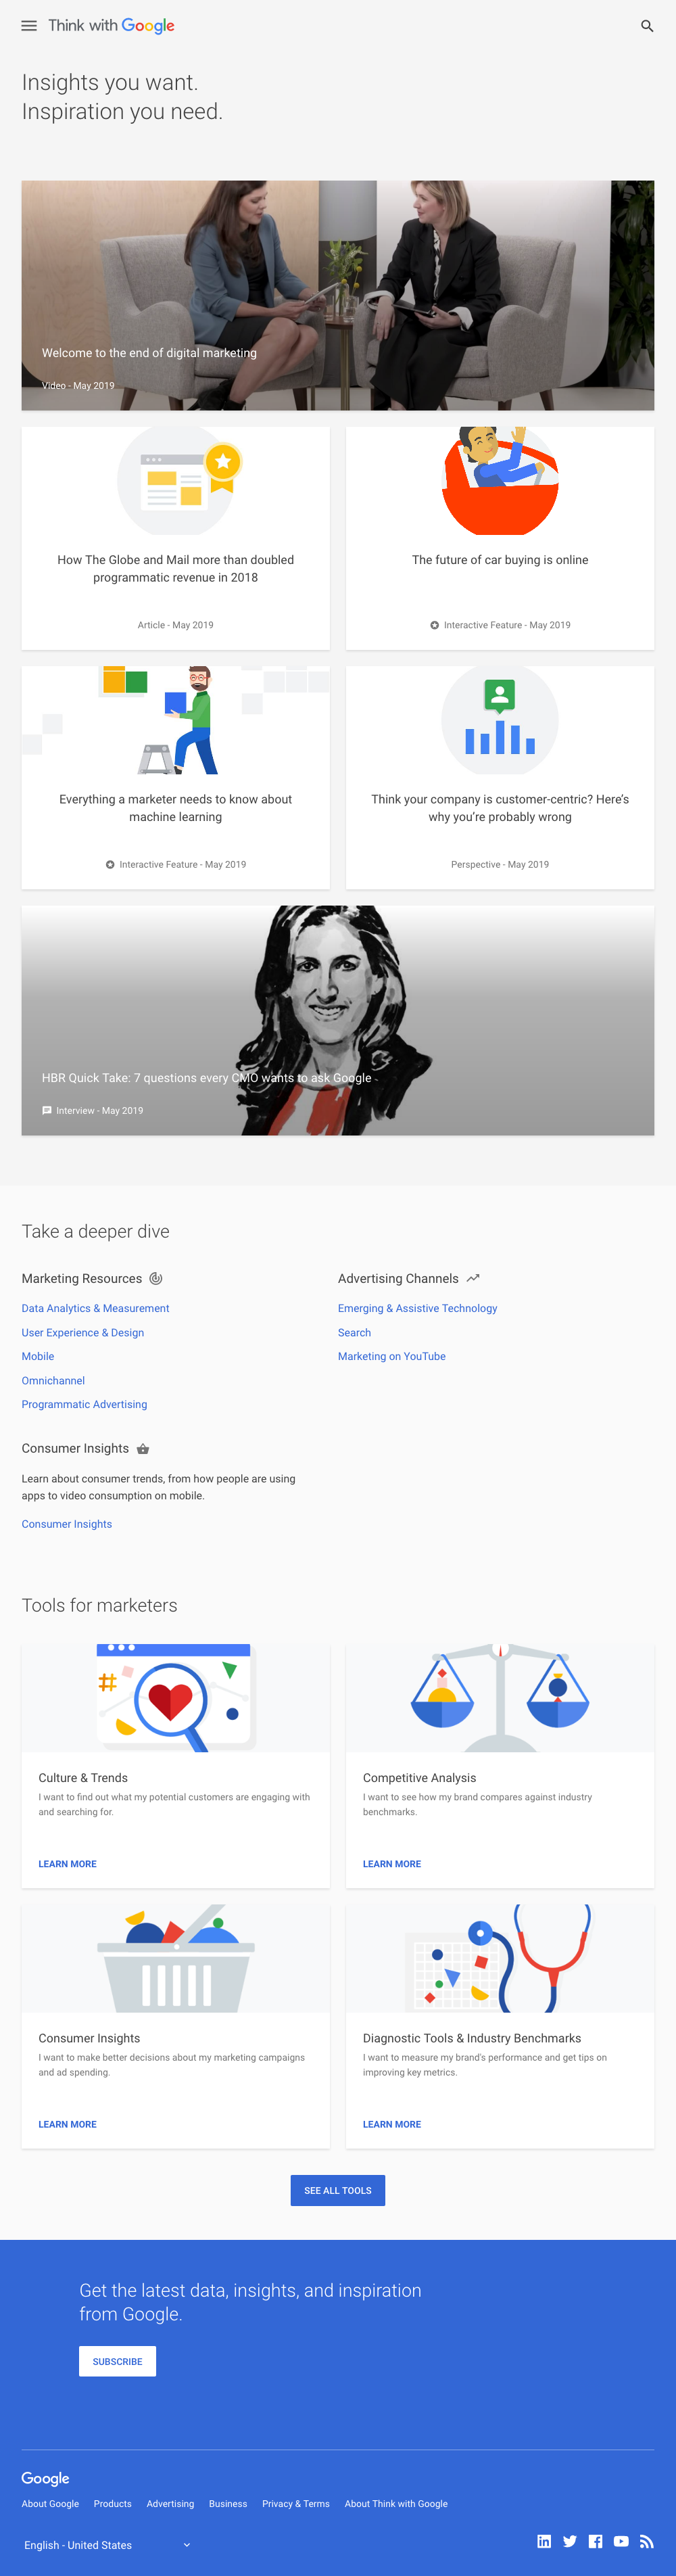 Think with Google
Insights you want.
Inspiration you need.
Welcome to the end of digital marketing
Video - May 2019
How The Globe and Mail more than doubled
programmatic revenue in 2018
Article - May 2019
The future of car buying is online
Interactive Feature - May 2019
Everything a marketer needs to know about
machine learning
Interactive Feature - May 2019
Think your company is customer-centric? Here’s
why you’re probably wrong
Perspective - May 2019
HBR Quick Take: 7 questions every CMO wants to ask Google
Interview - May 2019
Take a deeper dive
Marketing Resources
Data Analytics & Measurement
User Experience & Design
Mobile
Omnichannel
Programmatic Advertising
Advertising Channels
Emerging & Assistive Technology
Search
Marketing on YouTube
Consumer Insights
Learn about consumer trends, from how people are using
apps to video consumption on mobile.
Consumer Insights
Tools for marketers
#
Culture & Trends
I want to find out what my potential customers are engaging with
and searching for.
LEARN MORE
Competitive Analysis
I want to see how my brand compares against industry
benchmarks.
LEARN MORE
Consumer Insights
I want to make better decisions about my marketing campaigns
and ad spending.
LEARN MORE
Diagnostic Tools & Industry Benchmarks
I want to measure my brand's performance and get tips on
improving key metrics.
LEARN MORE
SEE ALL TOOLS
Get the latest data, insights, and inspiration
from Google.
SUBSCRIBE
Google
About Google Products Advertising Business Privacy & Terms About Think with Google
English - United States